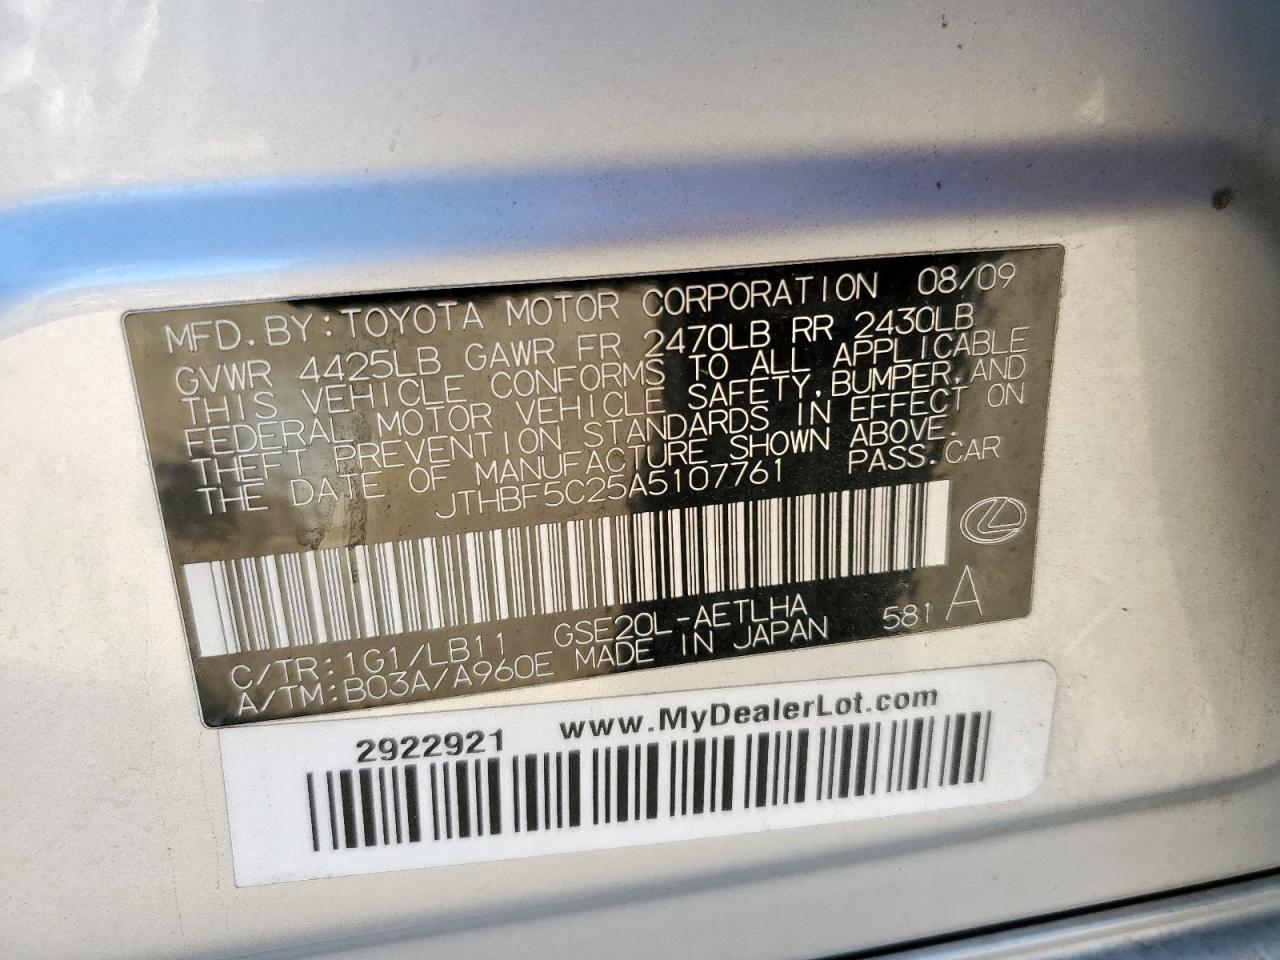 MFD. BY: TOYOTA MOTOR CORPORATION 08/09
GVWR 4425LB GAWR FR 2470LB RR 2430LB
THIS VEHICLE CONFORMS TO ALL APPLICABLE
FEDERAL MOTOR VEHICLE SAFETY, BUMPER, AND
THEFT PREVENTION STANDARDS IN EFFECT ON
THE DATE OF MANUFACTURE SHOWN ABOVE.
JTHBF5C25A5107761 PASS. CAR
C/TR: 1G1/LB11 GSE20L-AETLHA 581 A
A/TM: B03A/A960E MADE IN JAPAN
2922921 www.MyDealerLot.com